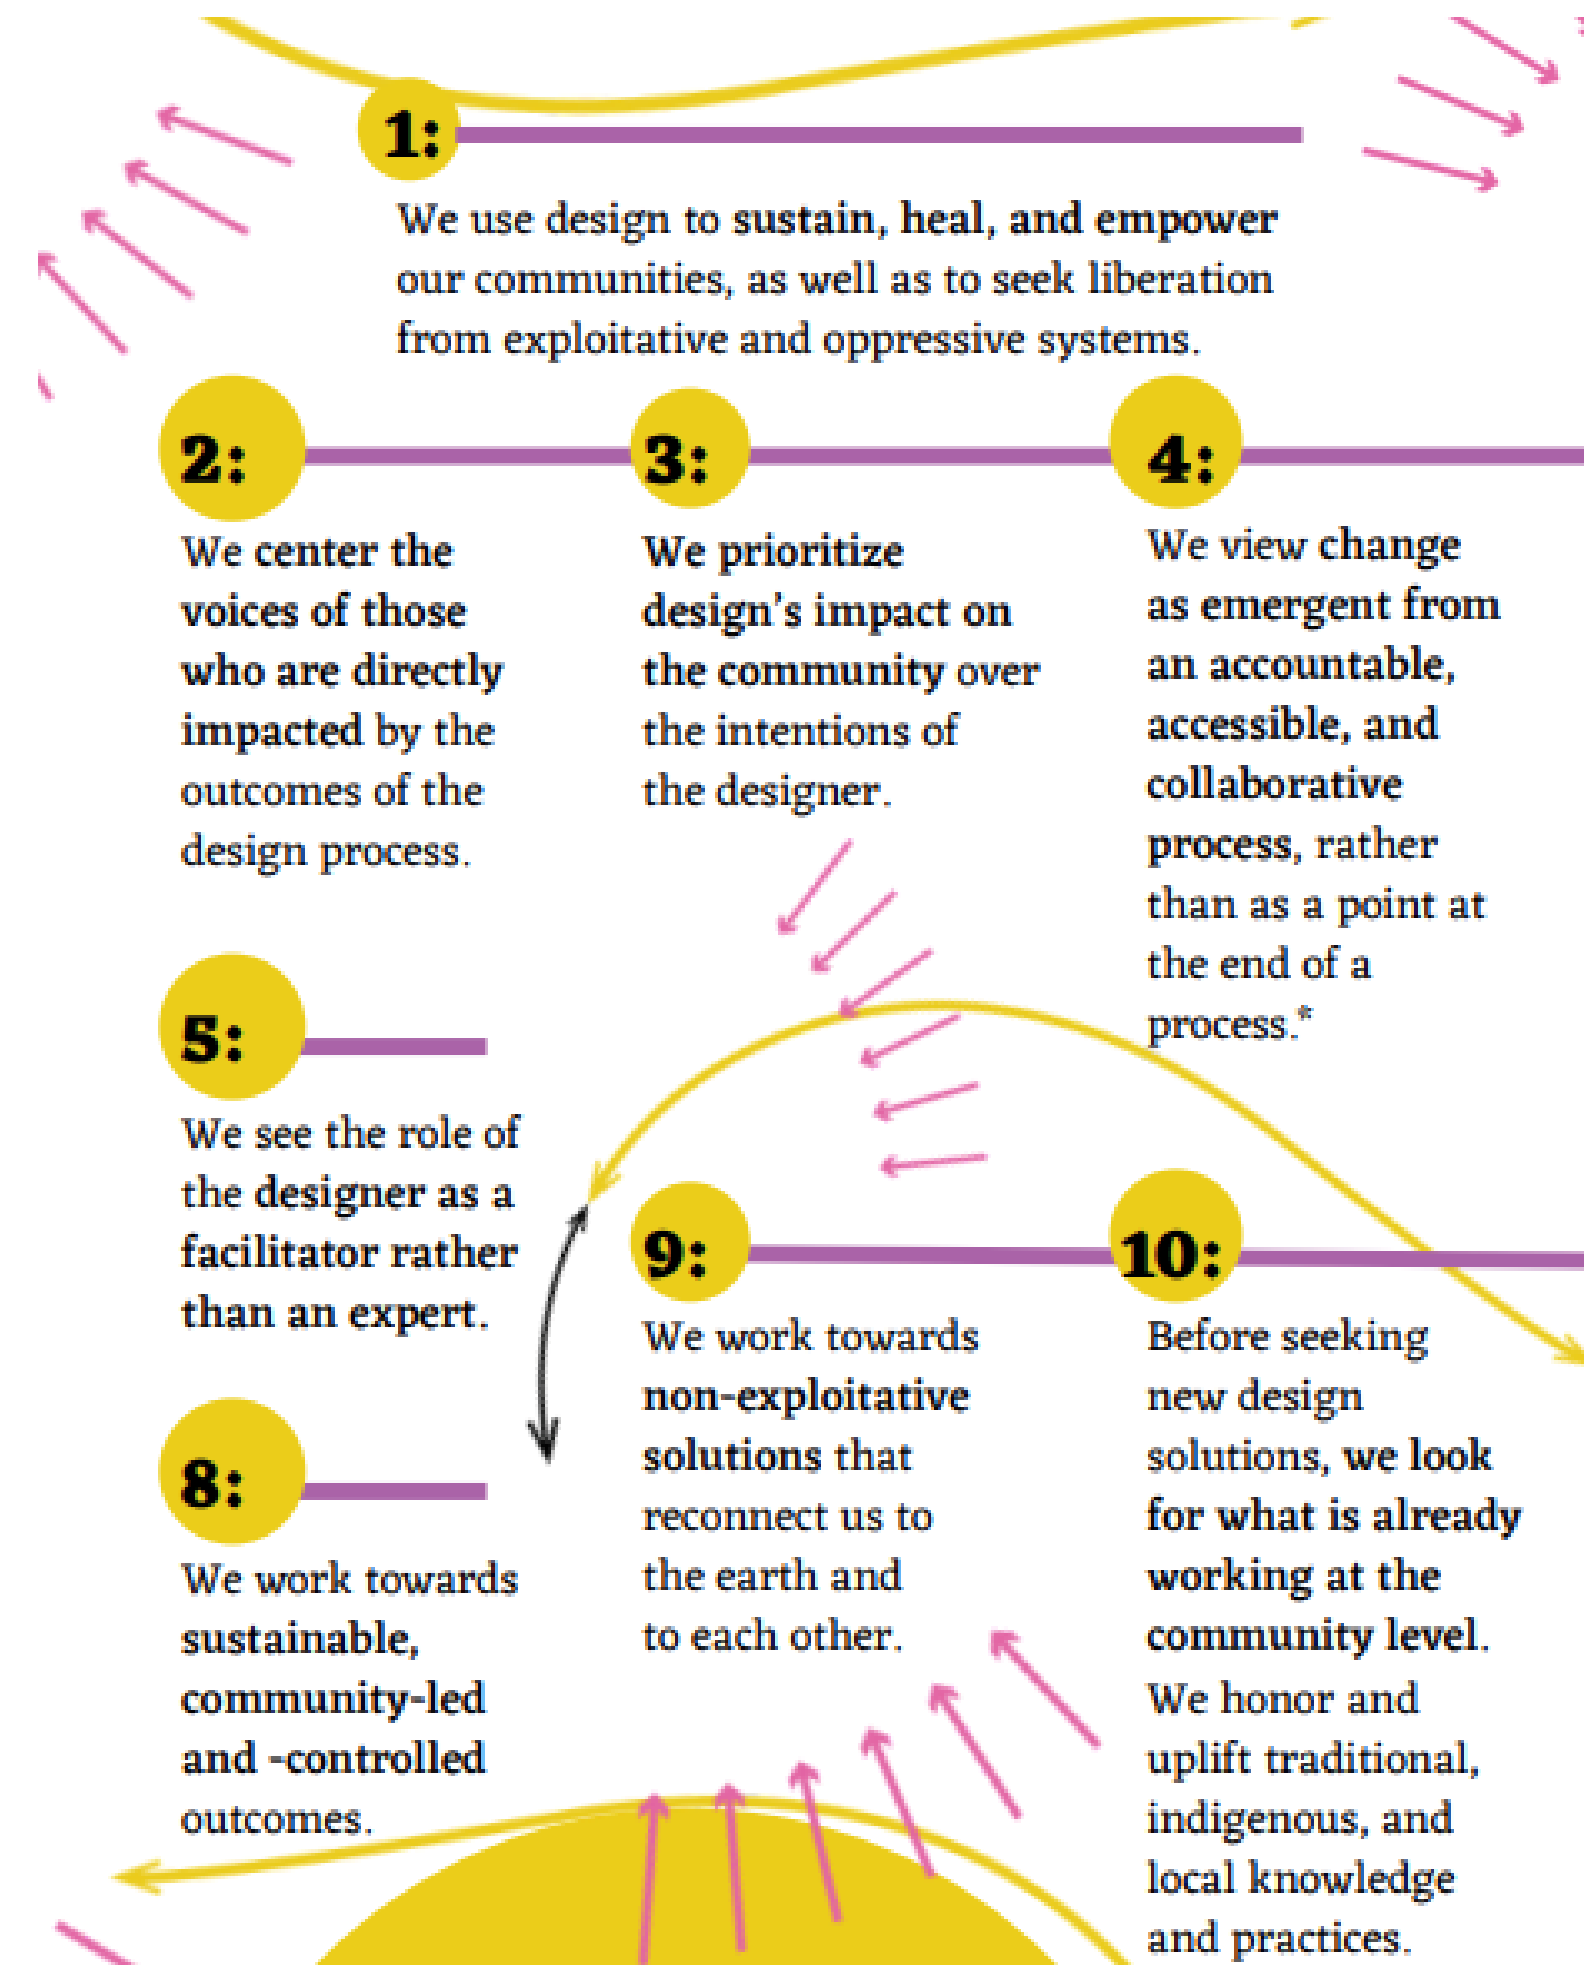 1:
We use design to sustain, heal, and empower
our communities, as well as to seek liberation
from exploitative and oppressive systems.
2:
We center the
voices of those
who are directly
impacted by the
outcomes of the
design process.
3:
We prioritize
design’s impact on
the community over
the intentions of
the designer.
4:
We view change
as emergent from
an accountable,
accessible, and
collaborative
process, rather
than as a point at
the end of a
process.*
5:
We see the role of
the designer as a
facilitator rather
than an expert.
8:
We work towards
sustainable,
community-led
and -controlled
outcomes.
9:
We work towards
non-exploitative
solutions that
reconnect us to
the earth and
to each other.
10:
Before seeking
new design
solutions, we look
for what is already
working at the
community level.
We honor and
uplift traditional,
indigenous, and
local knowledge
and practices.